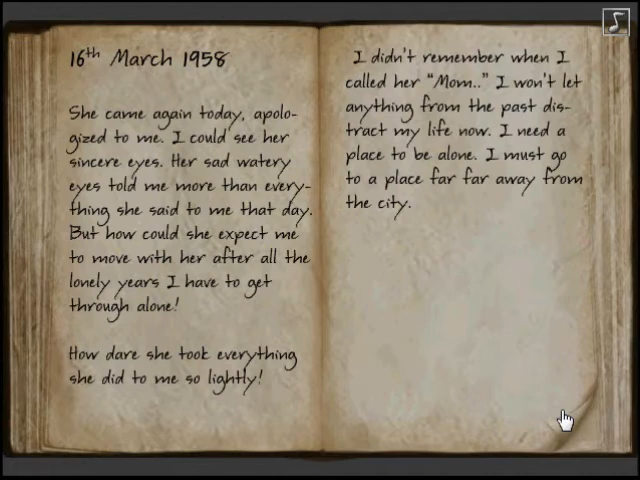 16th March 1958
She came again today, apolo-
gized to me. I could see her
sincere eyes. Her sad watery
eyes told me more than every-
thing she said to me that day.
But how could she expect me
to move with her after all the
lonely years I have to get
through alone!
How dare she took everything
she did to me so lightly!
I didn't remember when I
called her "Mom.." I won't let
anything from the past dis-
tract my life now. I need a
place to be alone. I must go
to a place far far away from
the city.